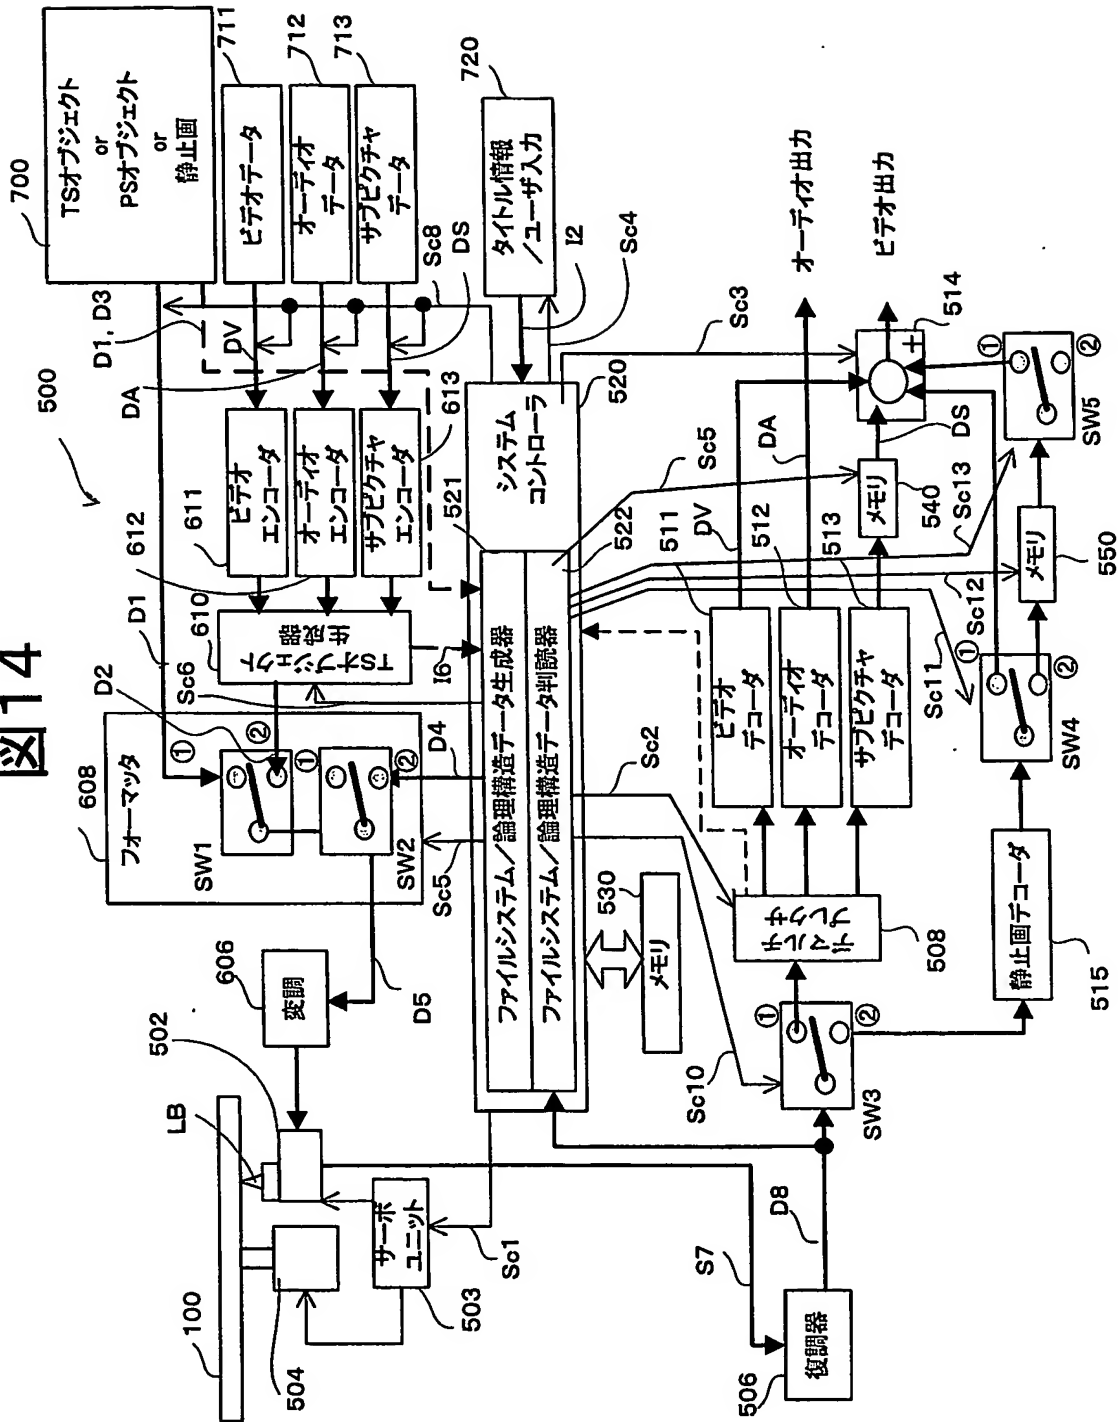 図14
500
700
TSオブジェクト
or
PSオブジェクト
or
静止画
711
ビデオデータ
712
オーディオ
データ
713
サブピクチャ
データ
720
タイトル情報
/ユーザ入力
D1, D3
DV
DA
DS
Sc8
I2
Sc4
611
ビデオ
エンコーダ
612
オーディオ
エンコーダ
613
サブピクチャ
エンコーダ
610
TSオブジェクト
生成器
I6
Sc6
D1
D2
608
フォーマッタ
①
②
SW1
①
②
SW2
D4
Sc5
D5
606
変調
502
LB
100
504
サーボ
ユニット
503
Sc1
S7
506
復調器
D8
520
システム
コントローラ
521
ファイルシステム/論理構造データ生成器
522
ファイルシステム/論理構造データ判読器
530
メモリ
Sc2
Sc10
①
②
SW3
デマルチ
プレクサ
508
511
ビデオ
デコーダ
512
オーディオ
デコーダ
513
サブピクチャ
デコーダ
静止画デコーダ
515
Sc3
Sc5
DV
DA
オーディオ出力
ビデオ出力
514
+
メモリ
540
DS
Sc13
Sc12
Sc11
①
②
SW4
メモリ
550
①
②
SW5